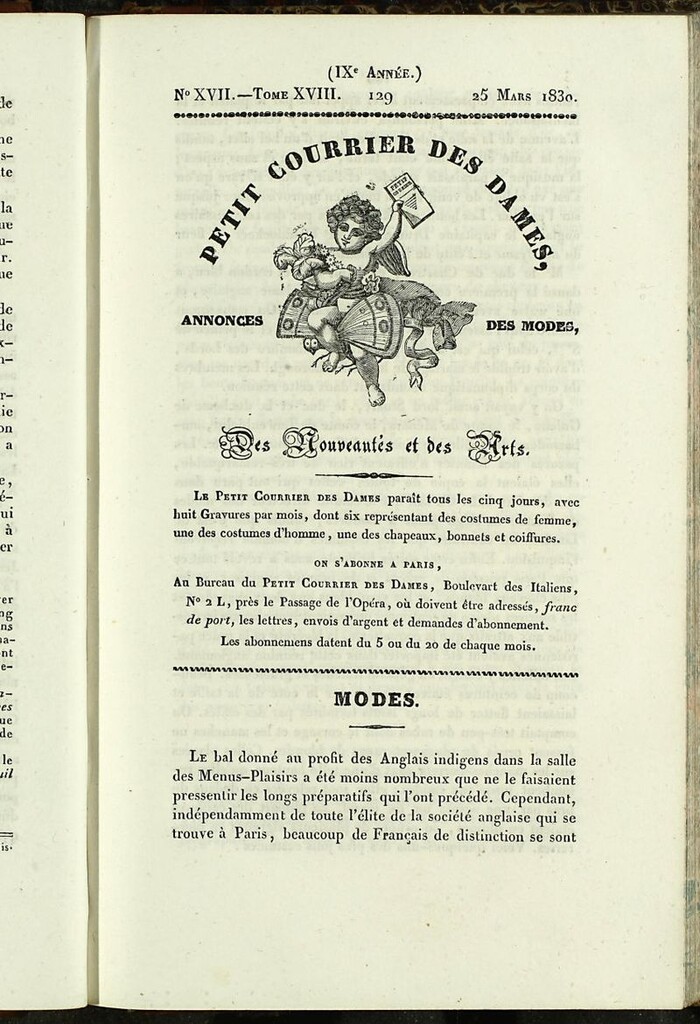 (IXe Année.)
No XVII.—Tome XVIII. 129 25 Mars 1830.
PETIT COURRIER DES DAMES,
ANNONCES DES MODES,
Des Nouveautés et des Arts.
Le Petit Courrier des Dames paraît tous les cinq jours, avec
huit Gravures par mois, dont six représentant des costumes de femme,
une des costumes d'homme, une des chapeaux, bonnets et coiffures.
ON S'ABONNE A PARIS,
Au Bureau du Petit Courrier des Dames, Boulevart des Italiens,
No 2 L, près le Passage de l'Opéra, où doivent être adressés, franc
de port, les lettres, envois d'argent et demandes d'abonnement.
Les abonnemens datent du 5 ou du 20 de chaque mois.
MODES.
Le bal donné au profit des Anglais indigens dans la salle
des Menus-Plaisirs a été moins nombreux que ne le faisaient
pressentir les longs préparatifs qui l'ont précédé. Cependant,
indépendamment de toute l'élite de la société anglaise qui se
trouve à Paris, beaucoup de Français de distinction se sont